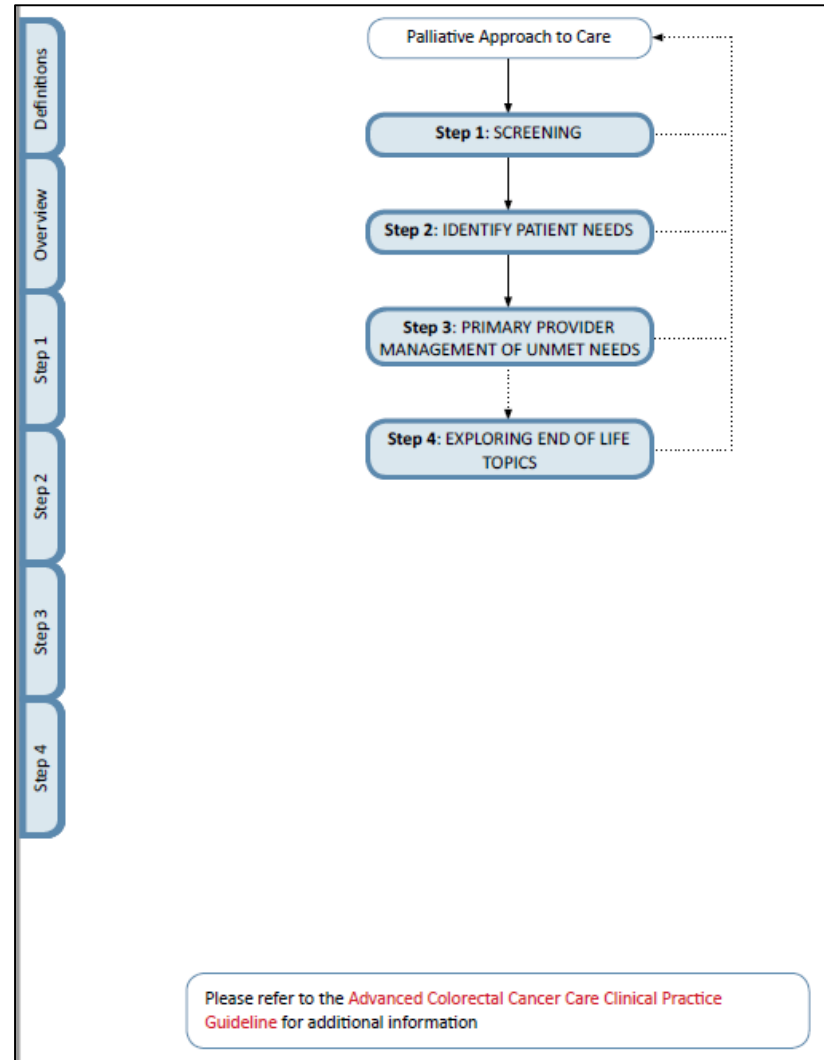 Definitions
Overview
Step 1
Step 2
Step 3
Step 4
Palliative Approach to Care
Step 1: SCREENING
Step 2: IDENTIFY PATIENT NEEDS
Step 3: PRIMARY PROVIDER
MANAGEMENT OF UNMET NEEDS
Step 4: EXPLORING END OF LIFE
TOPICS
Please refer to the Advanced Colorectal Cancer Care Clinical Practice
Guideline for additional information